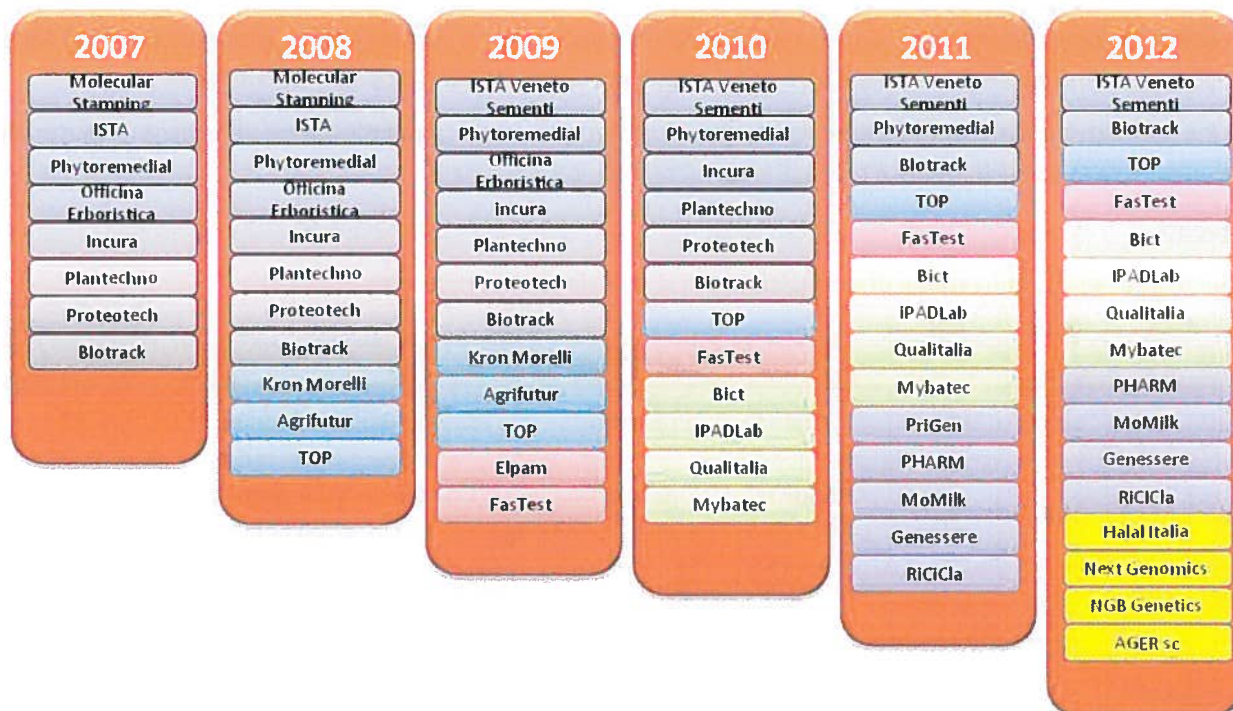 2007
Molecular
Stamping
ISTA
Phytoremedial
Officina
Erboristica
Incura
Plantechno
Proteotech
Biotrack
2008
Molecular
Stamping
ISTA
Phytoremedial
Officina
Erboristica
Incura
Plantechno
Proteotech
Biotrack
Kron Morelli
Agrifutur
TOP
2009
ISTA Veneto
Sementi
Phytoremedial
Officina
Erboristica
incura
Plantechno
Proteotech
Biotrack
Kron Morelli
Agrifutur
TOP
Elpam
FasTest
2010
ISTA Veneto
Sementi
Phytoremedial
Incura
Plantechno
Proteotech
Biotrack
TOP
FasTest
Bict
IPADLab
Qualitalia
Mybatec
2011
ISTA Veneto
Sementi
Phytoremedial
Biotrack
TOP
FasTest
Bict
IPADLab
Qualitalia
Mybatec
PriGen
PHARM
MoMilk
Genessere
RiCiCla
2012
ISTA Veneto
Sementi
Biotrack
TOP
FasTest
Bict
IPADLab
Qualitalia
Mybatec
PHARM
MoMilk
Genessere
RiCiCla
Halal Italia
Next Genomics
NGB Genetics
AGER sc